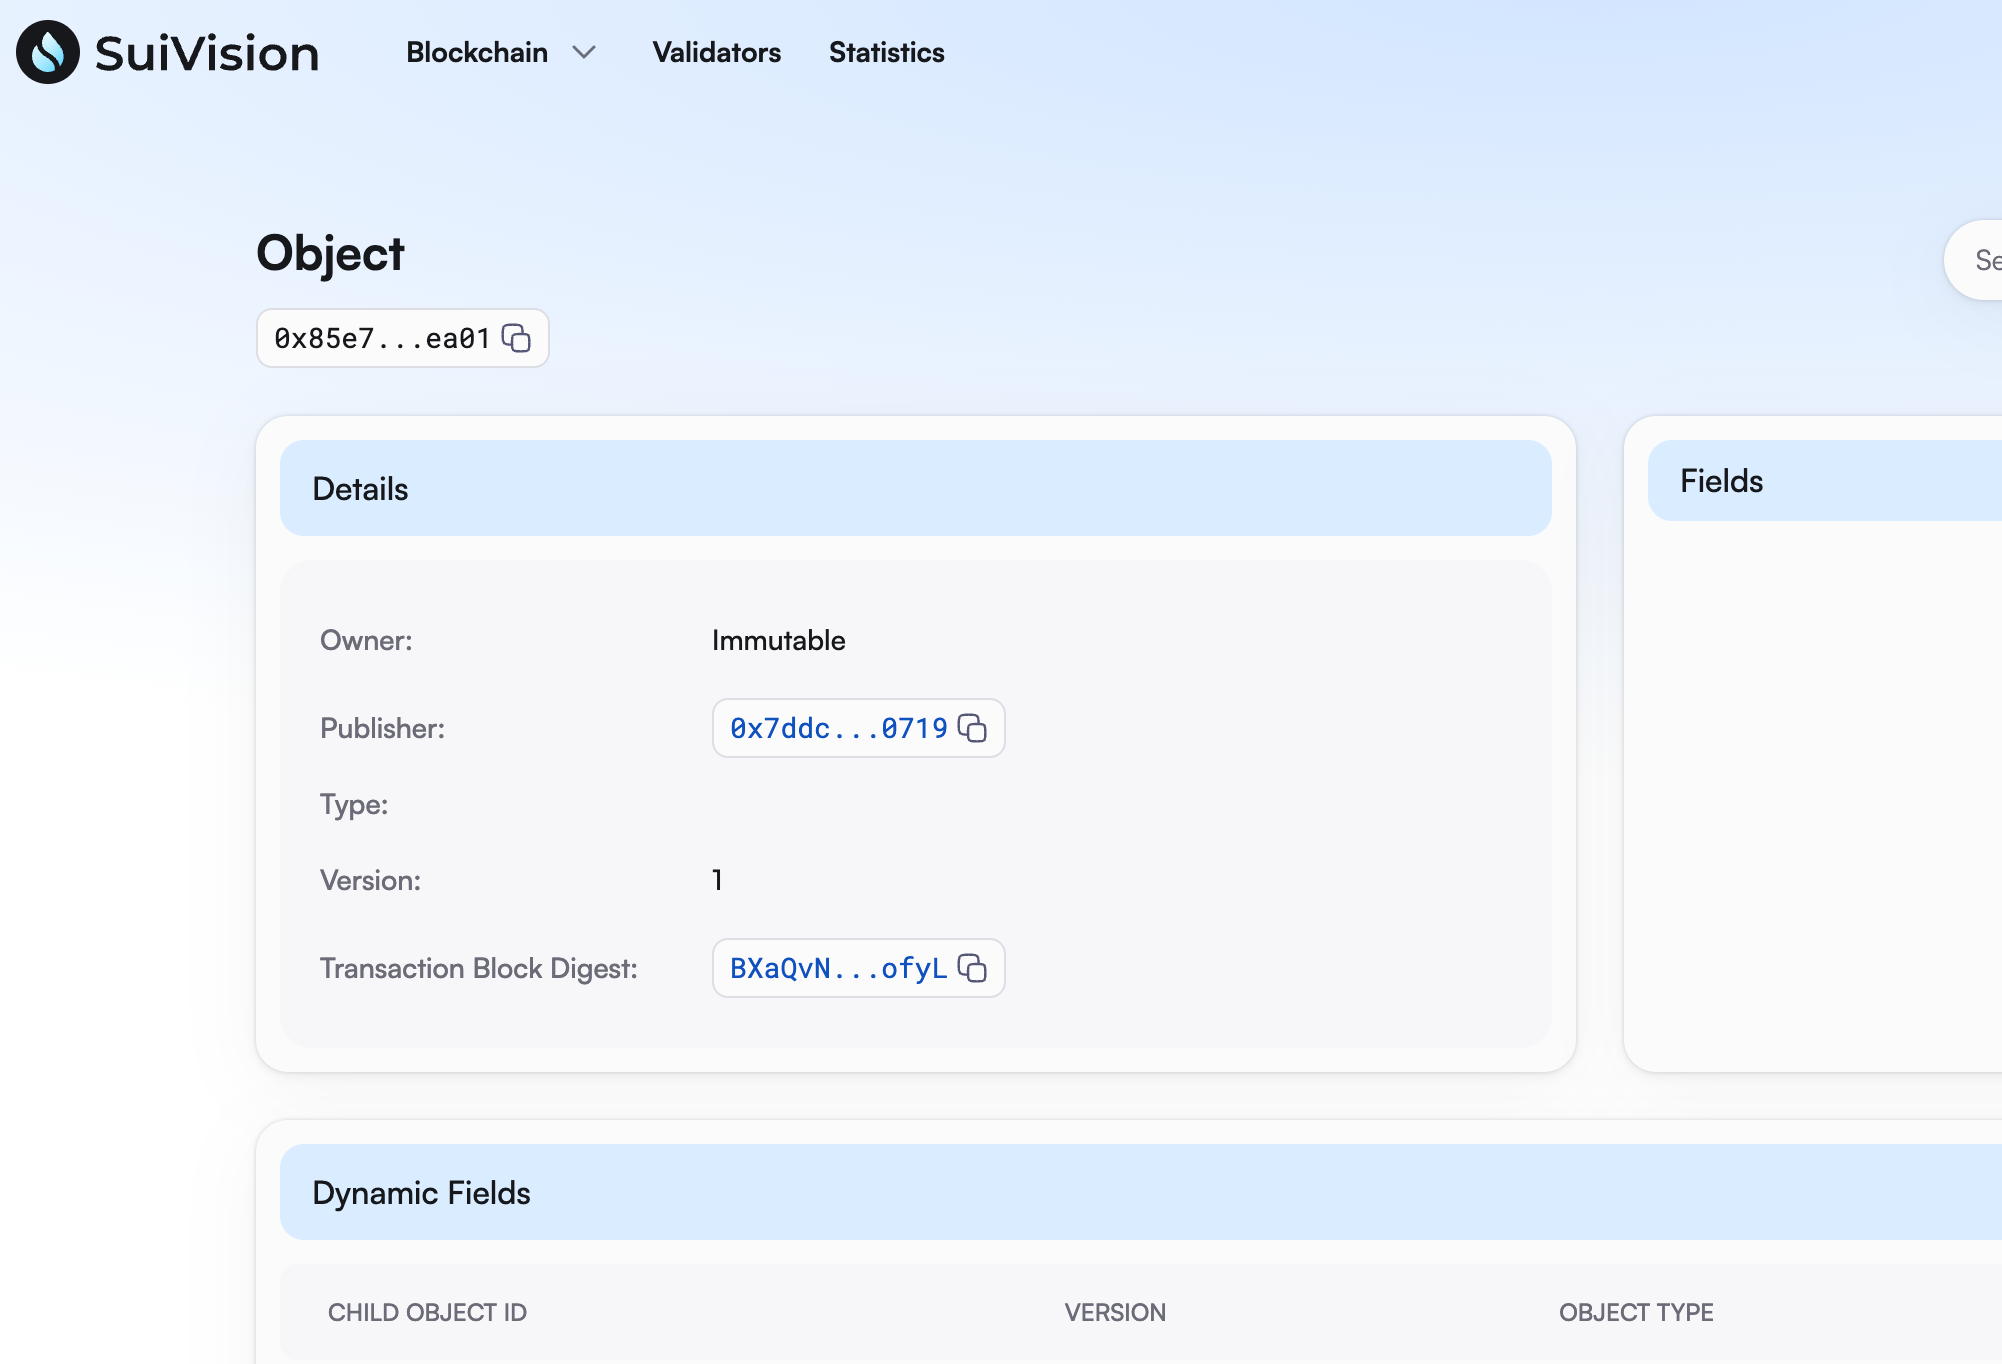 SuiVision
Blockchain Validators Statistics
Object
Se
0x85e7...ea01
Details
Owner: Immutable
Publisher: 0x7ddc...0719
Type:
Version: 1
Transaction Block Digest: BXaQvN...ofyL
Fields
Dynamic Fields
CHILD OBJECT ID VERSION OBJECT TYPE